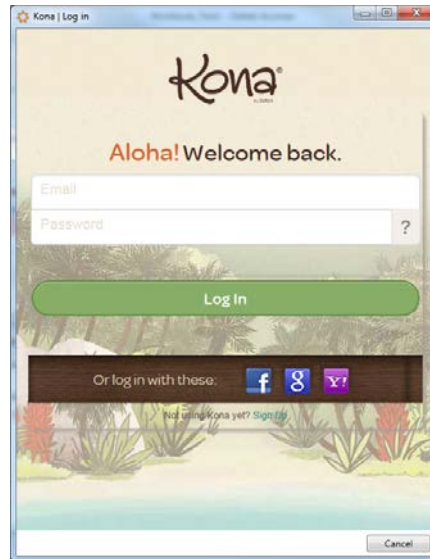 Kona | Log in
Kona®
Aloha! Welcome back.
Email
Password
?
Log In
Or log in with these:
f
g
Y!
Not using Kona yet? Sign Up
Cancel